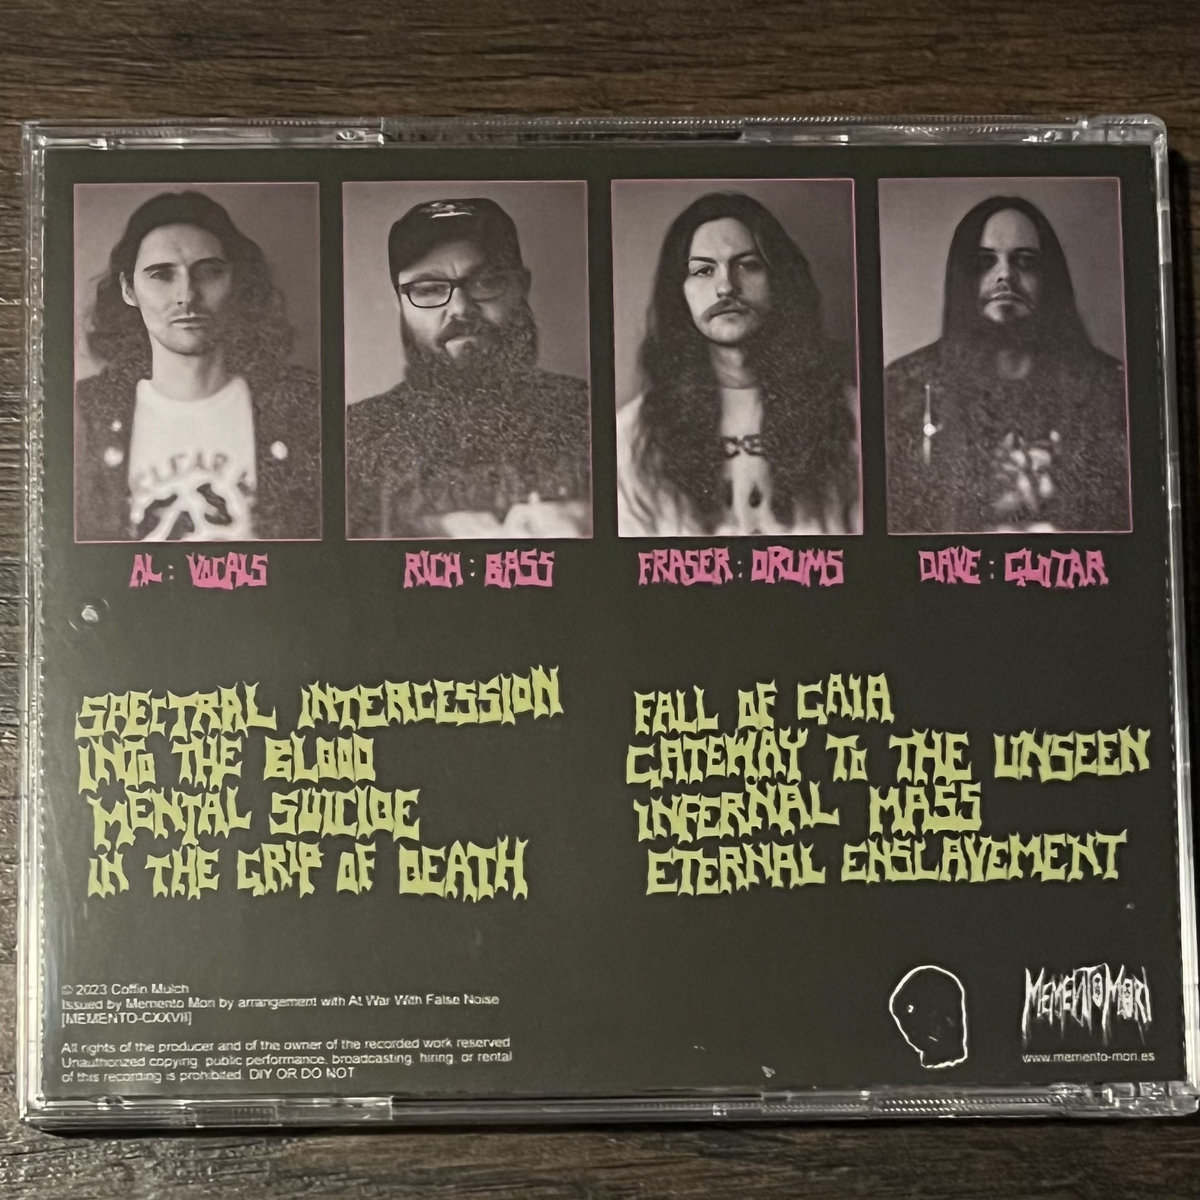 AL: VOCALS
RICH: BASS
FRASER: DRUMS
DAVE: GUITAR
SPECTRAL INTERCESSION
INTO THE BLOOD
MENTAL SUICIDE
IN THE GRIP OF DEATH
FALL OF GAIA
GATEWAY TO THE UNSEEN
INFERNAL MASS
ETERNAL ENSLAVEMENT
© 2023 Coffin Mulch
Issued by Memento Mori by arrangement with At War With False Noise
[MEMENTO-CXXVII]
All rights of the producer and of the owner of the recorded work reserved
Unauthorized copying, public performance, broadcasting, hiring, or rental
of this recording is prohibited. DIY OR DO NOT
MEMENTO MORI
www.memento-mori.es